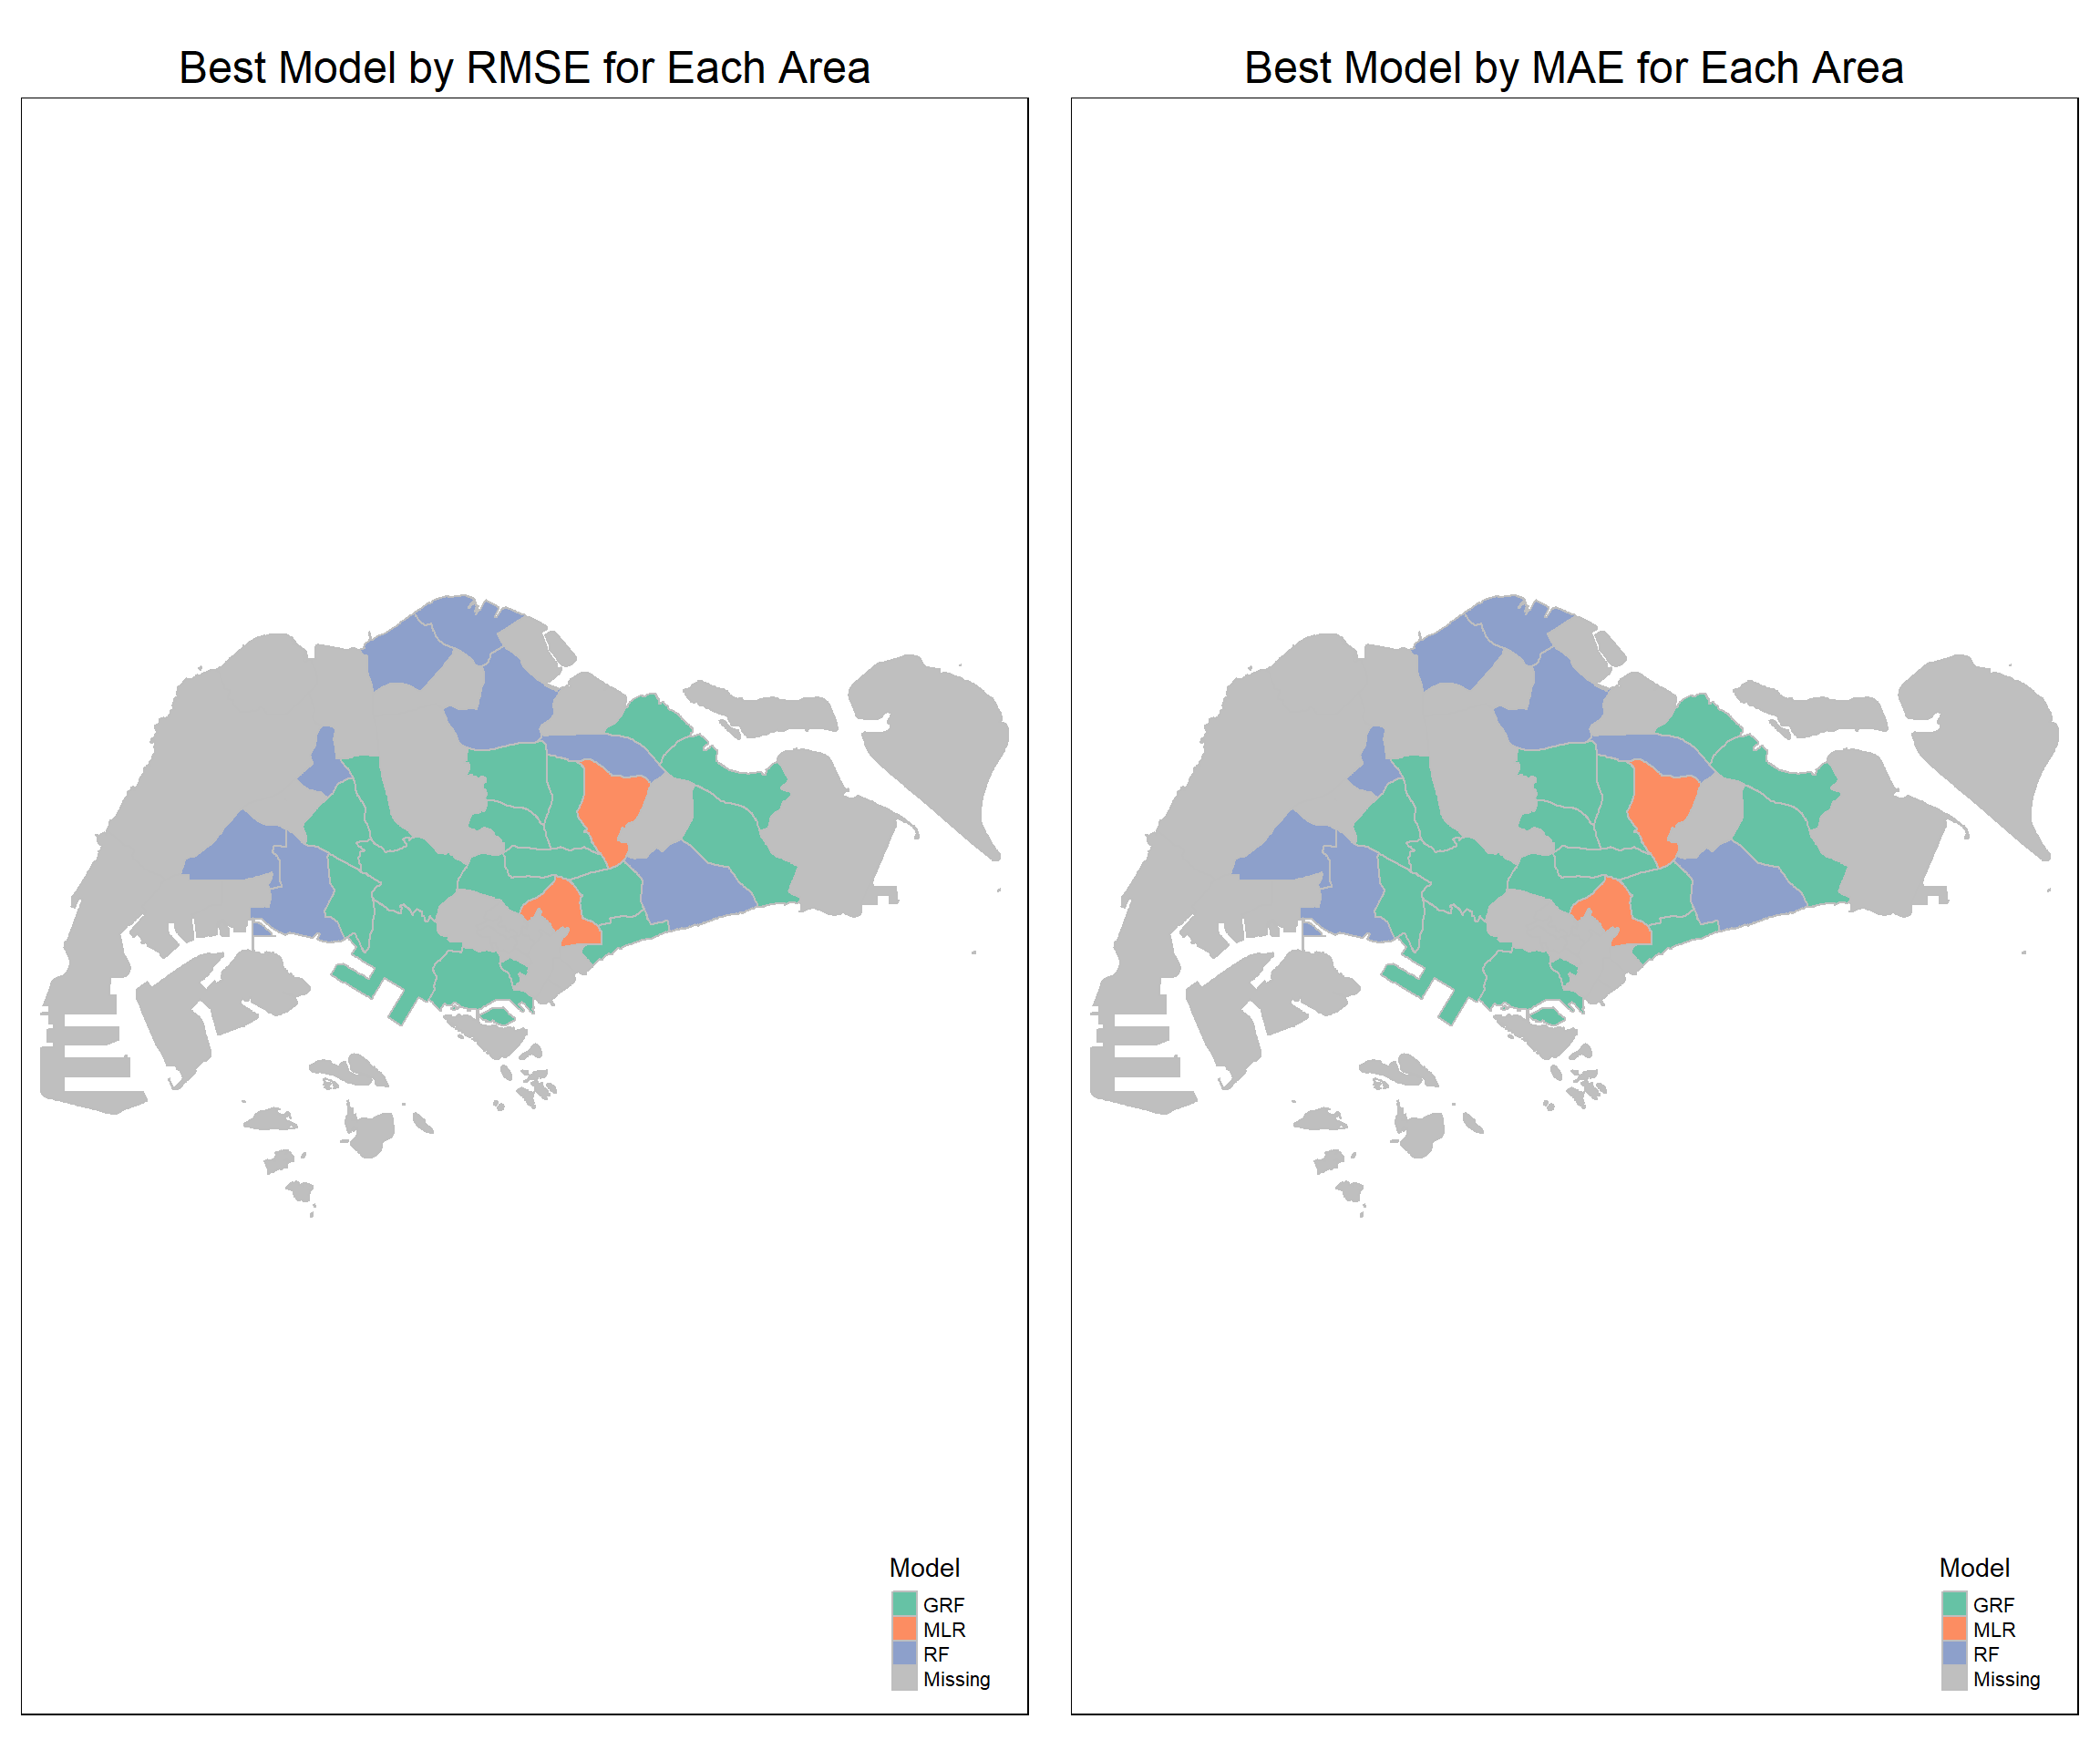 Best Model by RMSE for Each Area
Model
GRF
MLR
RF
Missing
Best Model by MAE for Each Area
Model
GRF
MLR
RF
Missing